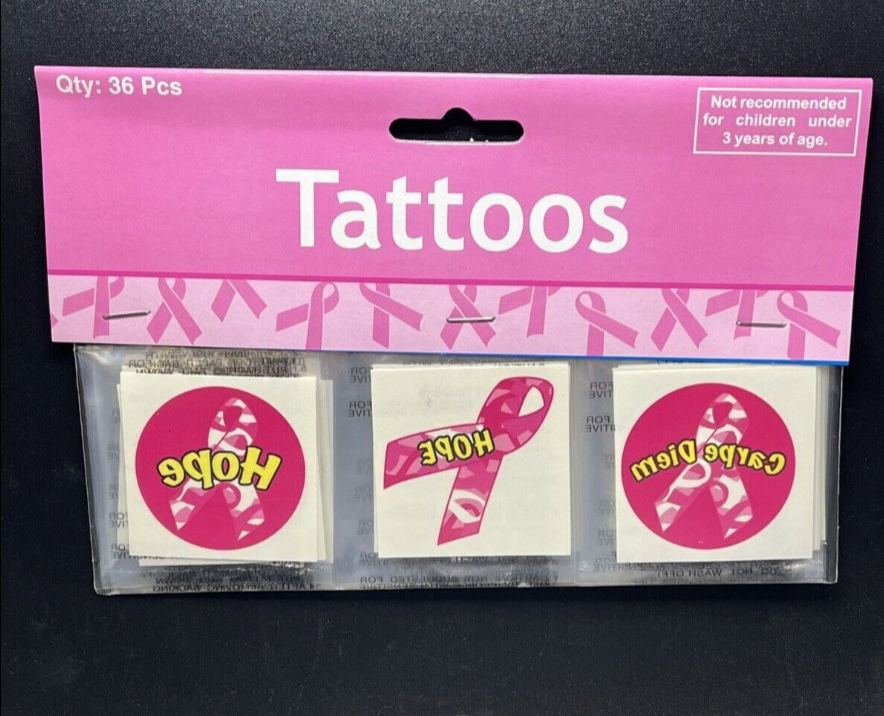 Qty: 36 Pcs
Not recommended
for children under
3 years of age.
Tattoos
Hope
HOPE
Carpe Diem